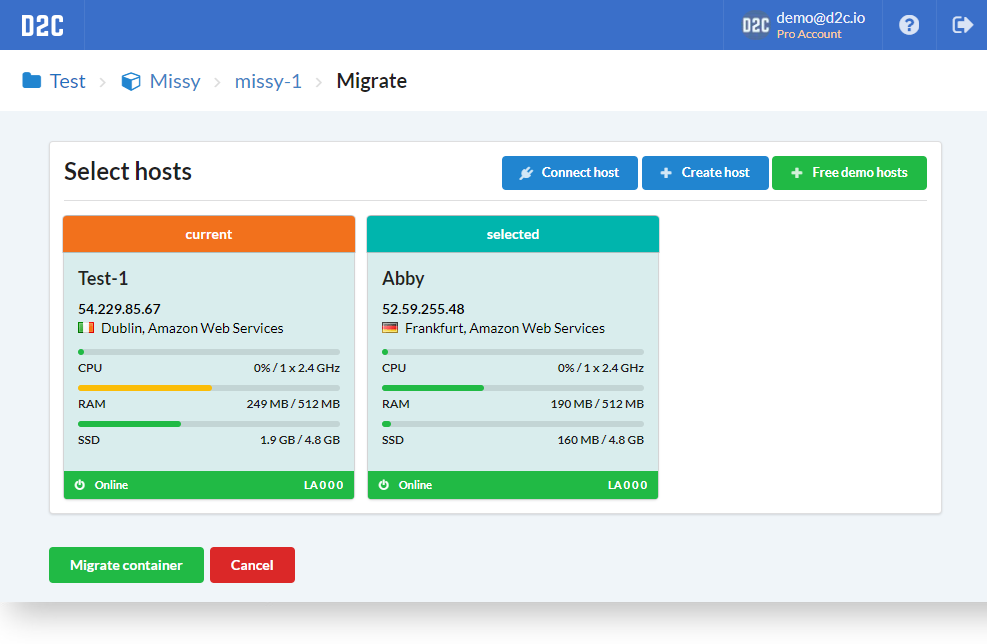 D2C
D2C demo@d2c.io
Pro Account
Test Missy missy-1 Migrate
Select hosts
Connect host Create host Free demo hosts
current
Test-1
54.229.85.67
Dublin, Amazon Web Services
CPU 0% / 1 x 2.4 GHz
RAM 249 MB / 512 MB
SSD 1.9 GB / 4.8 GB
Online LA 0 0 0
selected
Abby
52.59.255.48
Frankfurt, Amazon Web Services
CPU 0% / 1 x 2.4 GHz
RAM 190 MB / 512 MB
SSD 160 MB / 4.8 GB
Online LA 0 0 0
Migrate container Cancel